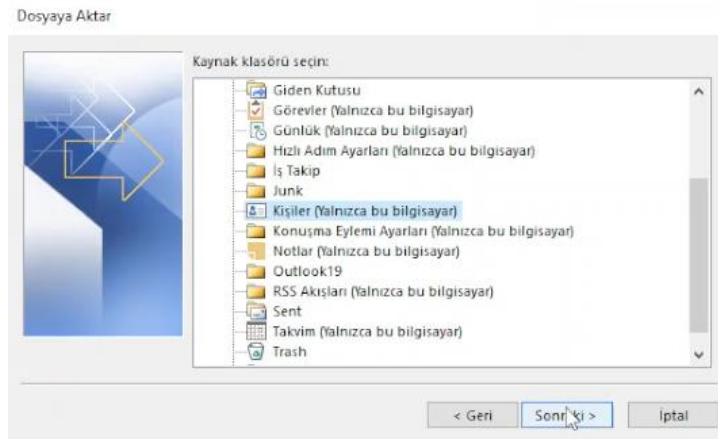 Dosyaya Aktar
Kaynak klasörü seçin:
Giden Kutusu
Görevler (Yalnızca bu bilgisayar)
Günlük (Yalnızca bu bilgisayar)
Hızlı Adım Ayarları (Yalnızca bu bilgisayar)
İş Takip
Junk
Kişiler (Yalnızca bu bilgisayar)
Konuşma Eylemi Ayarları (Yalnızca bu bilgisayar)
Notlar (Yalnızca bu bilgisayar)
Outlook19
RSS Akışları (Yalnızca bu bilgisayar)
Sent
Takvim (Yalnızca bu bilgisayar)
Trash
< Geri Sonraki > İptal